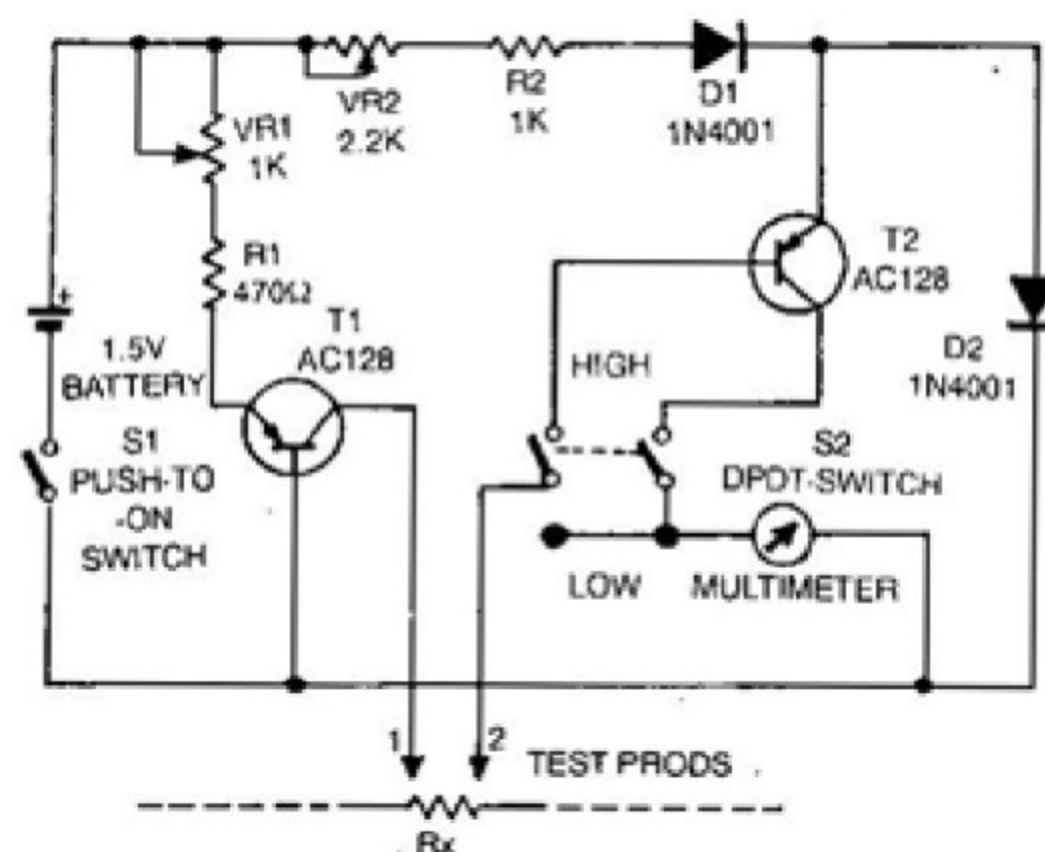 VR1
1K
VR2
2.2K
R2
1K
D1
1N4001
R1
470Ω
T1
AC128
T2
AC128
+
1.5V
BATTERY
S1
PUSH-TO
-ON
SWITCH
HIGH
D2
1N4001
S2
DPDT-SWITCH
LOW
MULTIMETER
1
2
TEST PRODS
Rx